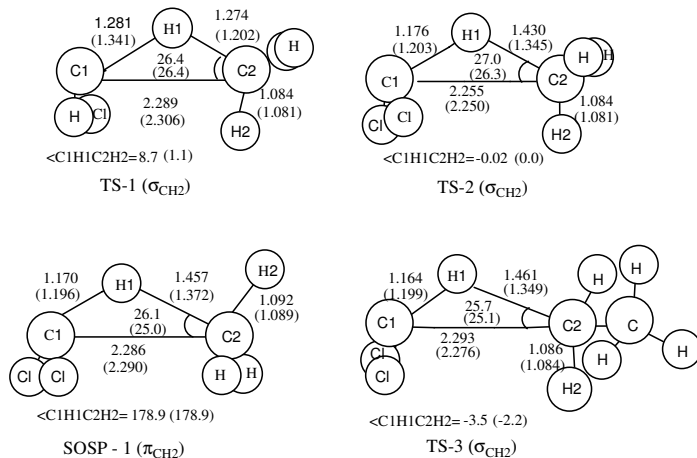 1.281
(1.341)
H1
1.274
(1.202)
H
C1
26.4
(26.4)
C2
2.289
(2.306)
1.084
(1.081)
H
Cl
H2
<C1H1C2H2= 8.7 (1.1)
TS-1 (σCH2)
1.176
(1.203)
H1
1.430
(1.345)
H
H
C1
27.0
(26.3)
C2
2.255
(2.250)
1.084
(1.081)
Cl
Cl
H2
<C1H1C2H2= -0.02 (0.0)
TS-2 (σCH2)
1.170
(1.196)
H1
1.457
(1.372)
H2
C1
26.1
(25.0)
C2
1.092
(1.089)
2.286
(2.290)
Cl
Cl
H
H
<C1H1C2H2= 178.9 (178.9)
SOSP - 1 (πCH2)
1.164
(1.199)
H1
1.461
(1.349)
H
H
C1
25.7
(25.1)
C2
C
2.293
(2.276)
1.086
(1.084)
H
H
Cl
Cl
H2
<C1H1C2H2= -3.5 (-2.2)
TS-3 (σCH2)